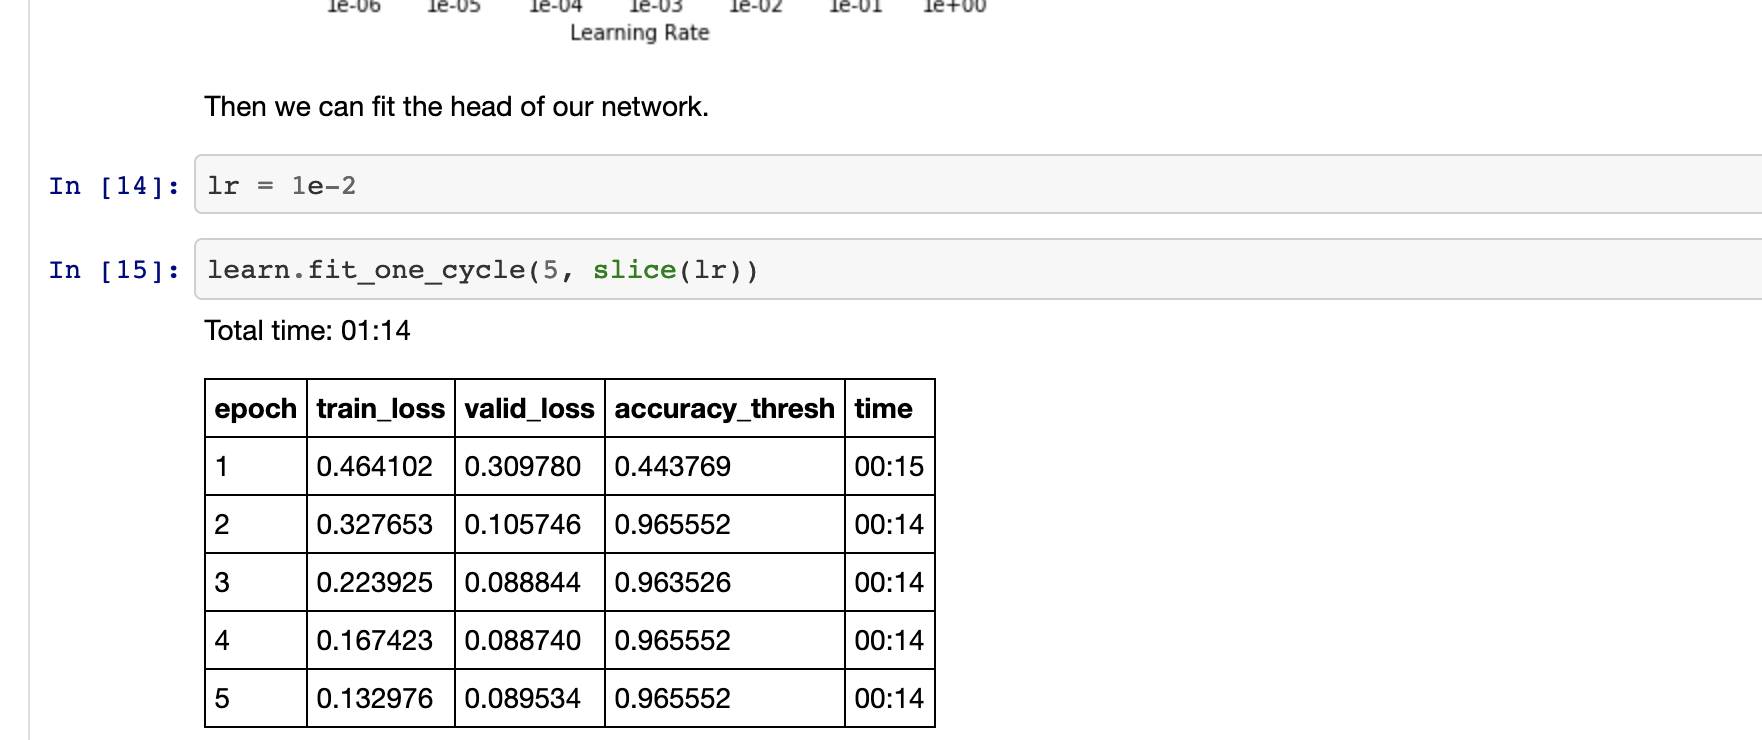 1e-06 1e-05 1e-04 1e-03 1e-02 1e-01 1e+00
Learning Rate
Then we can fit the head of our network.
In [14]: lr = 1e-2
In [15]: learn.fit_one_cycle(5, slice(lr))
Total time: 01:14
epoch train_loss valid_loss accuracy_thresh time
1 0.464102 0.309780 0.443769 00:15
2 0.327653 0.105746 0.965552 00:14
3 0.223925 0.088844 0.963526 00:14
4 0.167423 0.088740 0.965552 00:14
5 0.132976 0.089534 0.965552 00:14